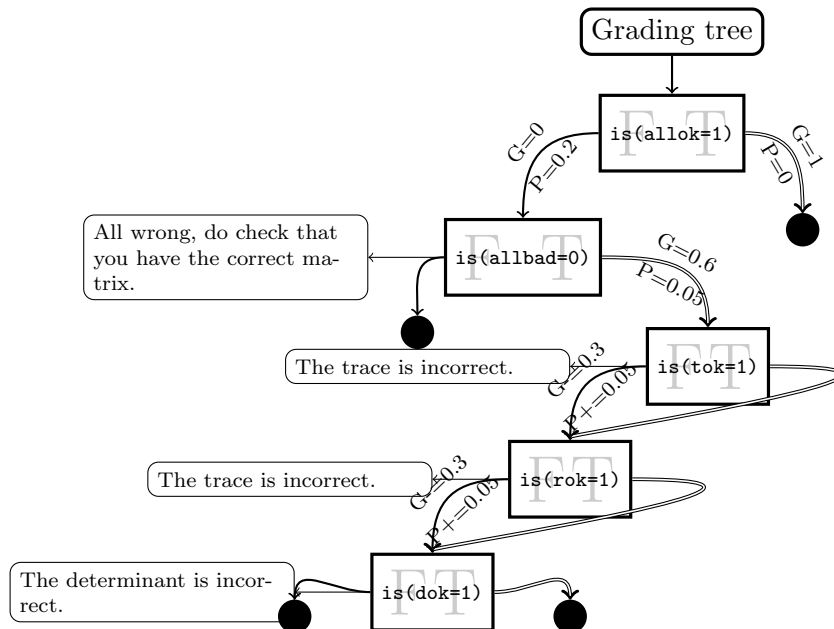 Grading tree
F T
is(allok=1)
G=0
P=0.2
G=1
P=0
All wrong, do check that
you have the correct ma-
trix.
F T
is(allbad=0)
G=0.6
P=0.05
The trace is incorrect.
G-=0.3
P+=0.05
F T
is(tok=1)
The trace is incorrect.
G-=0.3
P+=0.05
F T
is(rok=1)
The determinant is incor-
rect.
F T
is(dok=1)